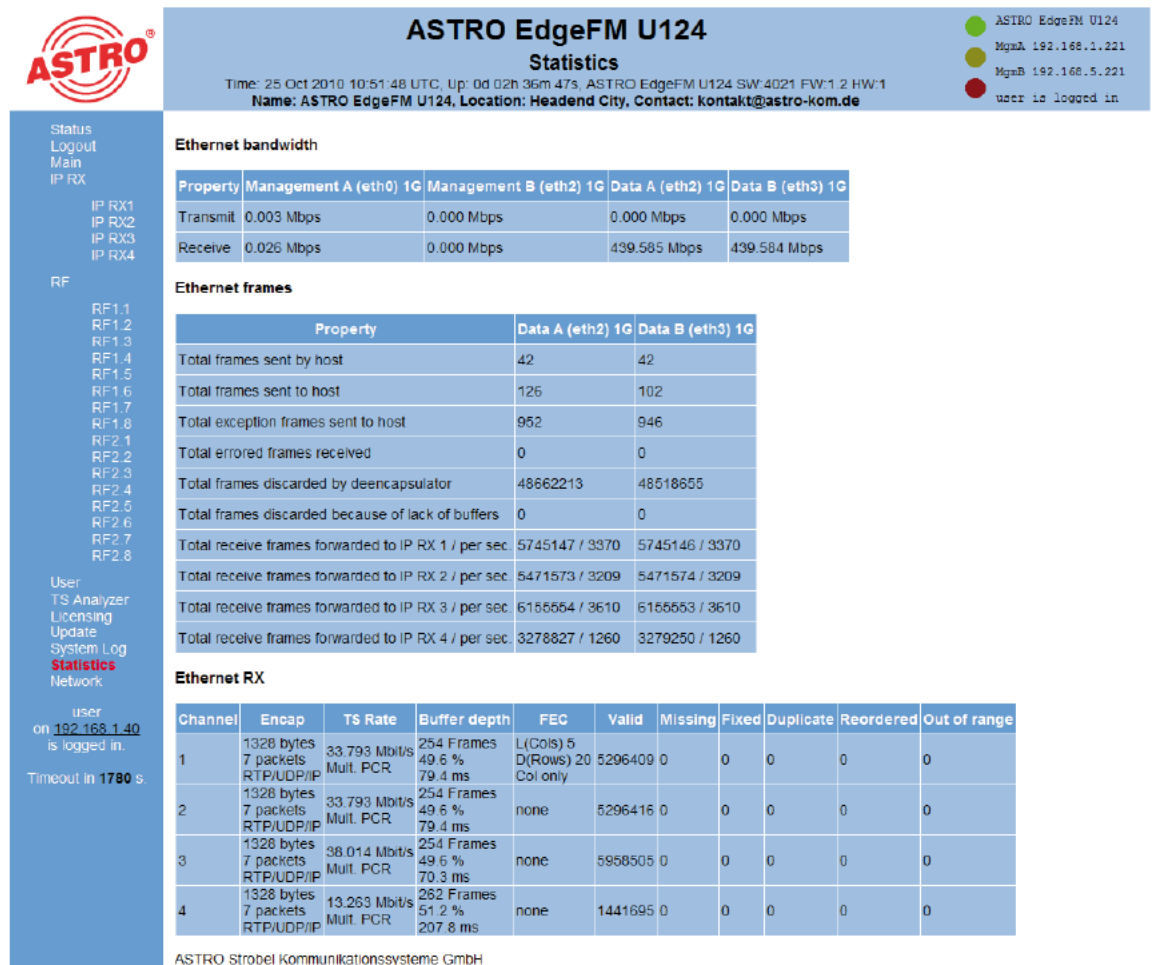 ASTRO®
ASTRO EdgeFM U124
Statistics
Time: 25 Oct 2010 10:51:48 UTC, Up: 0d 02h 36m 47s, ASTRO EdgeFM U124 SW:4021 FW:1.2 HW:1
Name: ASTRO EdgeFM U124, Location: Headend City, Contact: kontakt@astro-kom.de
ASTRO EdgeFM U124
MgmA 192.168.1.221
MgmB 192.168.5.221
user is logged in
Status
Logout
Main
IP RX
IP RX1
IP RX2
IP RX3
IP RX4
RF
RF1.1
RF1.2
RF1.3
RF1.4
RF1.5
RF1.6
RF1.7
RF1.8
RF2.1
RF2.2
RF2.3
RF2.4
RF2.5
RF2.6
RF2.7
RF2.8
User
TS Analyzer
Licensing
Update
System Log
Statistics
Network
user
on 192.168.1.40
is logged in.
Timeout in 1780 s.
Ethernet bandwidth
Property Management A (eth0) 1G Management B (eth2) 1G Data A (eth2) 1G Data B (eth3) 1G
Transmit 0.003 Mbps 0.000 Mbps 0.000 Mbps 0.000 Mbps
Receive 0.026 Mbps 0.000 Mbps 439.585 Mbps 439.584 Mbps
Ethernet frames
Property Data A (eth2) 1G Data B (eth3) 1G
Total frames sent by host 42 42
Total frames sent to host 126 102
Total exception frames sent to host 952 946
Total errored frames received 0 0
Total frames discarded by deencapsulator 48662213 48518655
Total frames discarded because of lack of buffers 0 0
Total receive frames forwarded to IP RX 1 / per sec. 5745147 / 3370 5745146 / 3370
Total receive frames forwarded to IP RX 2 / per sec. 5471573 / 3209 5471574 / 3209
Total receive frames forwarded to IP RX 3 / per sec. 6155554 / 3610 6155553 / 3610
Total receive frames forwarded to IP RX 4 / per sec. 3278827 / 1260 3279250 / 1260
Ethernet RX
Channel Encap TS Rate Buffer depth FEC Valid Missing Fixed Duplicate Reordered Out of range
1328 bytes 254 Frames L(Cols) 5
1 7 packets 33.793 Mbit/s 49.6 % D(Rows) 20 5296409 0 0 0 0 0
RTP/UDP/IP Mult. PCR 79.4 ms Col only
1328 bytes 254 Frames
2 7 packets 33.793 Mbit/s 49.6 % none 5296416 0 0 0 0 0
RTP/UDP/IP Mult. PCR 79.4 ms
1328 bytes 254 Frames
3 7 packets 38.014 Mbit/s 49.6 % none 5958505 0 0 0 0 0
RTP/UDP/IP Mult. PCR 70.3 ms
1328 bytes 262 Frames
4 7 packets 13.263 Mbit/s 51.2 % none 1441695 0 0 0 0 0
RTP/UDP/IP Mult. PCR 207.8 ms
ASTRO Strobel Kommunikationssysteme GmbH